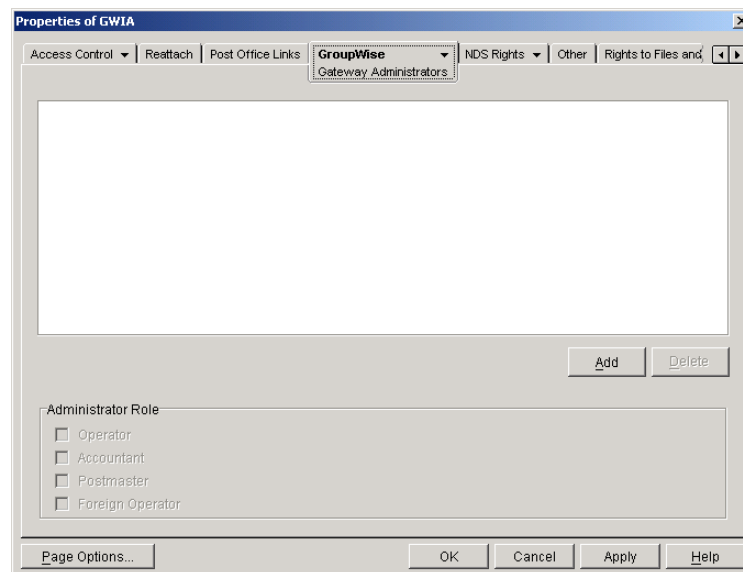 Properties of GWIA
Access Control Reattach Post Office Links GroupWise NDS Rights Other Rights to Files and
Gateway Administrators
Add Delete
Administrator Role
Operator
Accountant
Postmaster
Foreign Operator
Page Options... OK Cancel Apply Help